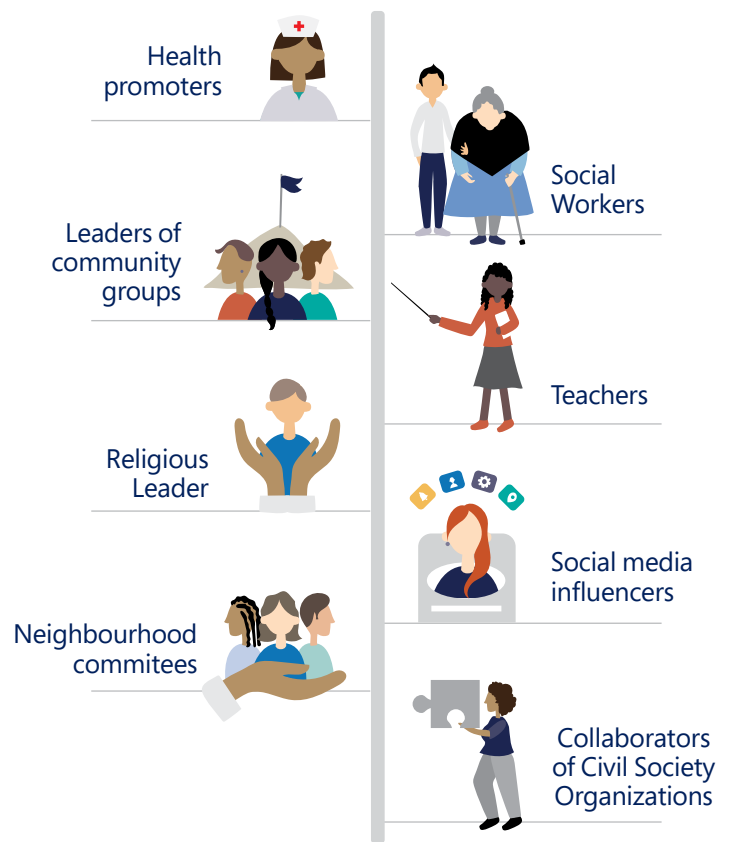 Health
promoters
Social
Workers
Leaders of
community
groups
Teachers
Religious
Leader
Social media
influencers
Neighbourhood
commitees
Collaborators
of Civil Society
Organizations